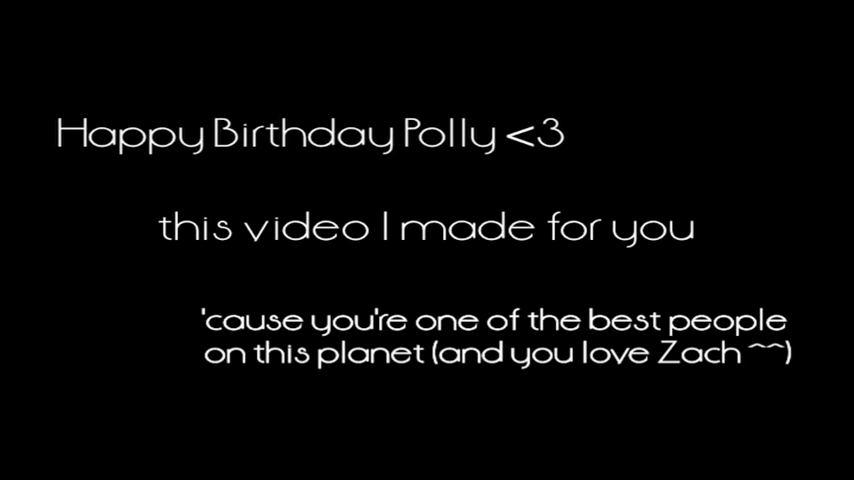 Happy Birthday Polly <3
this video I made for you
'cause you're one of the best people
on this planet (and you love Zach ^^)